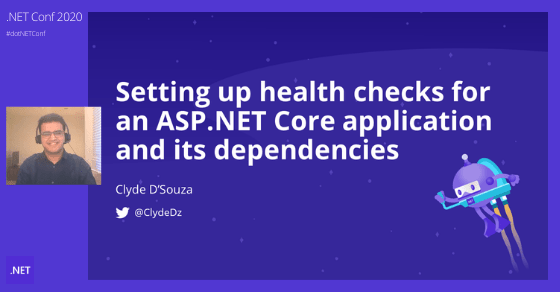 .NET Conf 2020
#dotNETConf
Setting up health checks for
an ASP.NET Core application
and its dependencies
Clyde D’Souza
@ClydeDz
.NET